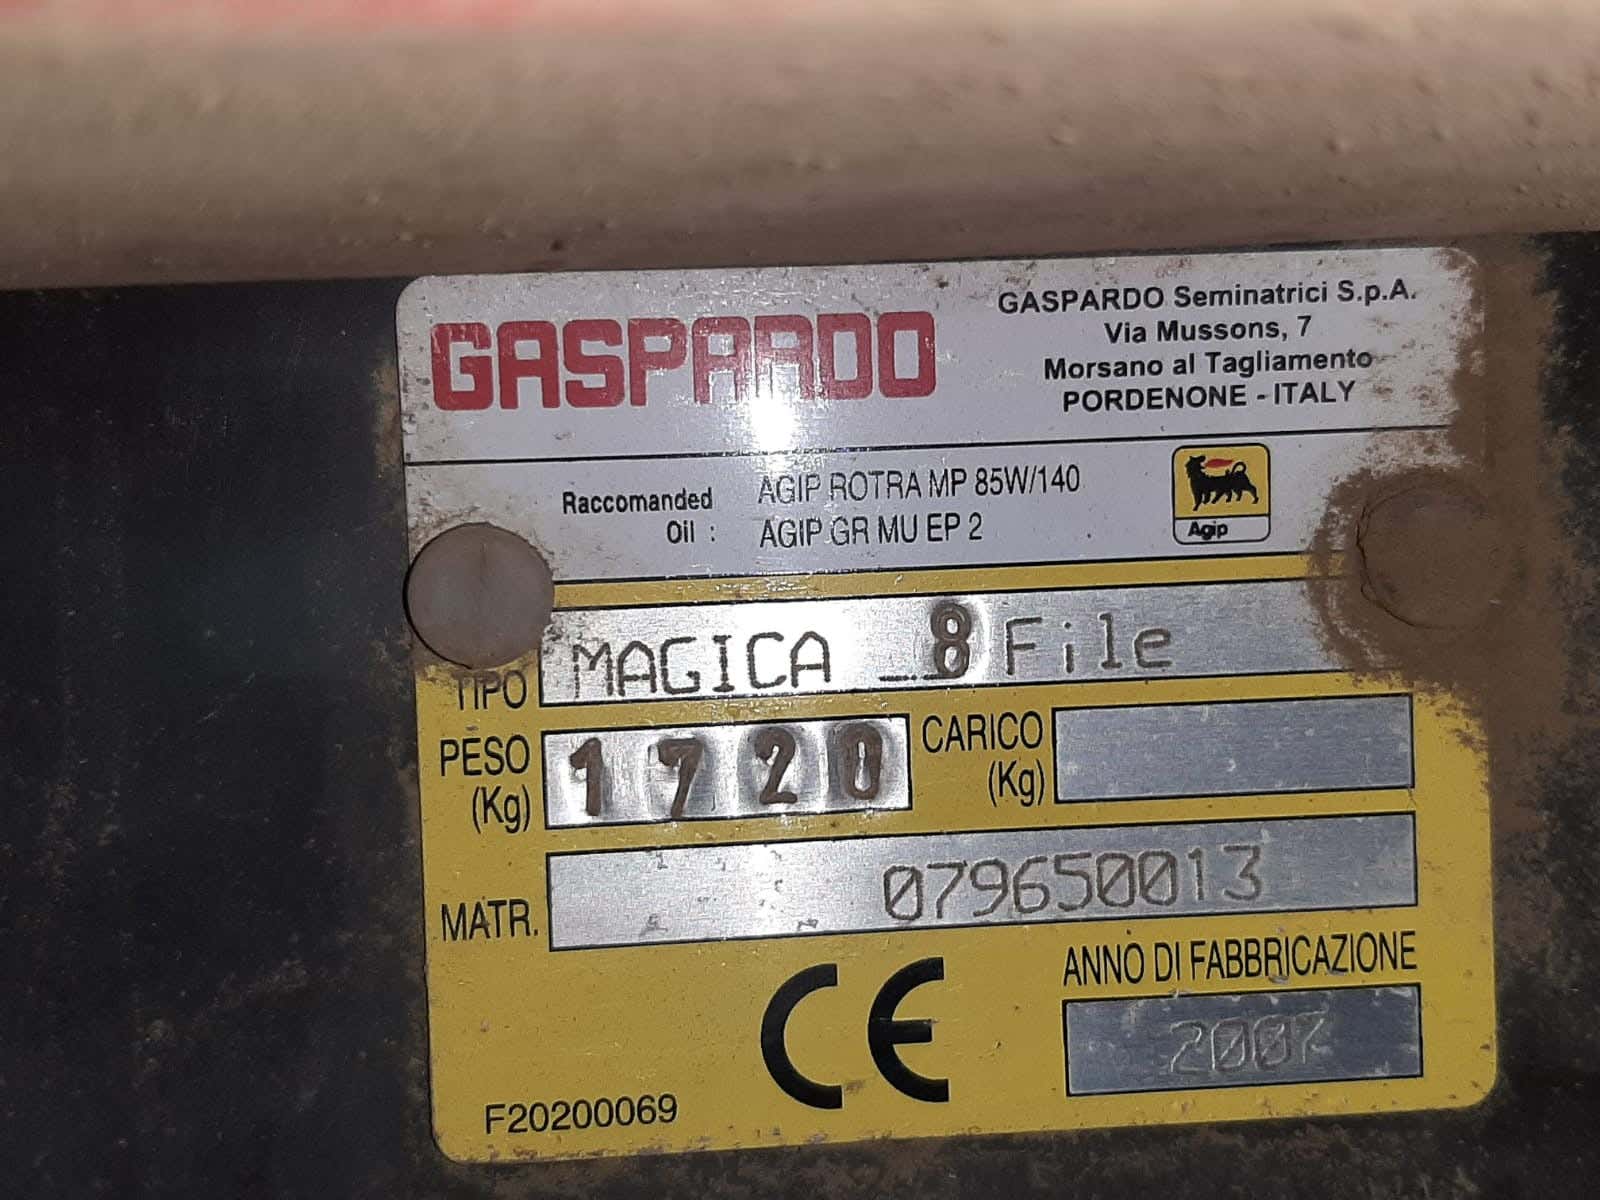 GASPARDO
GASPARDO Seminatrici S.p.A.
Via Mussons, 7
Morsano al Tagliamento
PORDENONE - ITALY
Raccomanded Oil :
AGIP ROTRA MP 85W/140
AGIP GR MU EP 2
Agip
TIPO MAGICA 8 File
PESO (Kg) 1720
CARICO (Kg)
MATR. 079650013
CE
ANNO DI FABBRICAZIONE
2007
F20200069